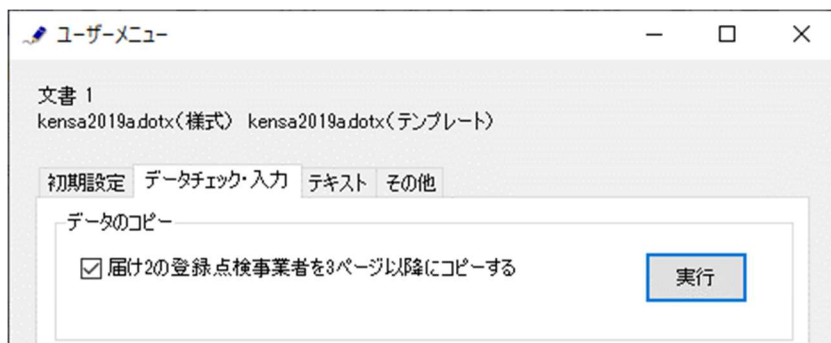 ユーザーメニュー
文書 1
kensa2019a.dotx(様式) kensa2019a.dotx(テンプレート)
初期設定 データチェック・入力 テキスト その他
データのコピー
届け2の登録点検事業者を3ページ以降にコピーする
実行